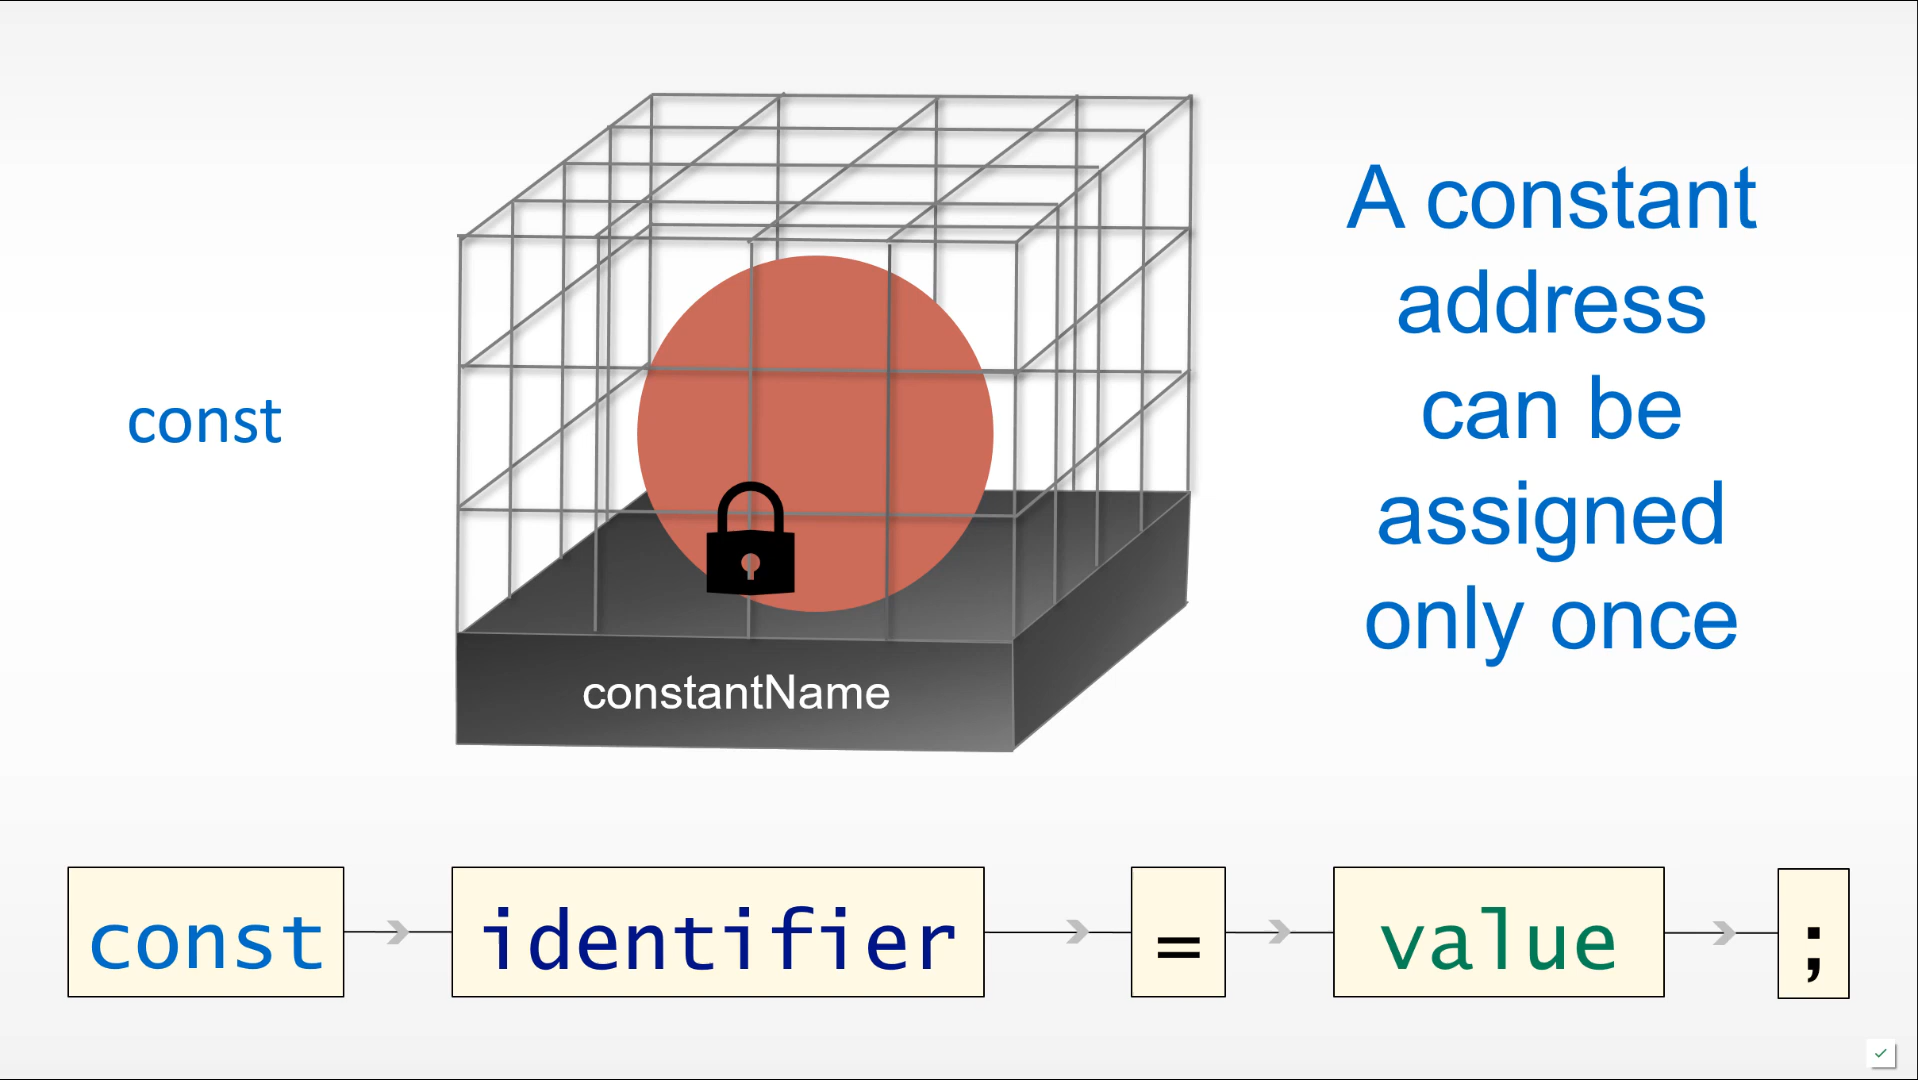 const
A constant
address
can be
assigned
only once
constantName
const identifier = value ;